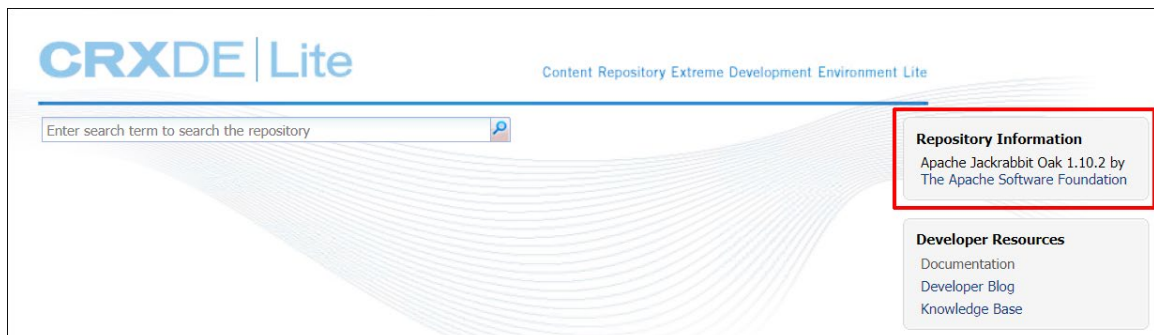 CRXDE|Lite
Content Repository Extreme Development Environment Lite
Enter search term to search the repository
Repository Information
Apache Jackrabbit Oak 1.10.2 by
The Apache Software Foundation
Developer Resources
Documentation
Developer Blog
Knowledge Base